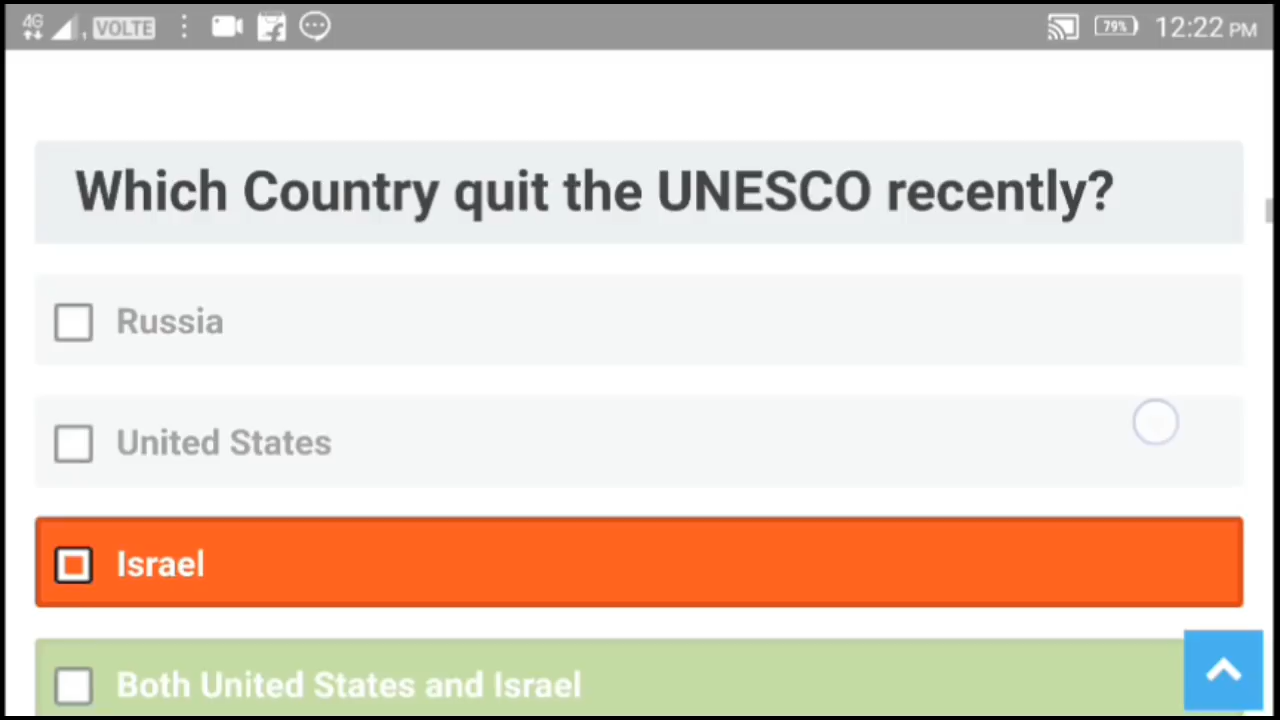 4G , VOLTE 79% 12:22 PM
Which Country quit the UNESCO recently?
Russia
United States
Israel
Both United States and Israel